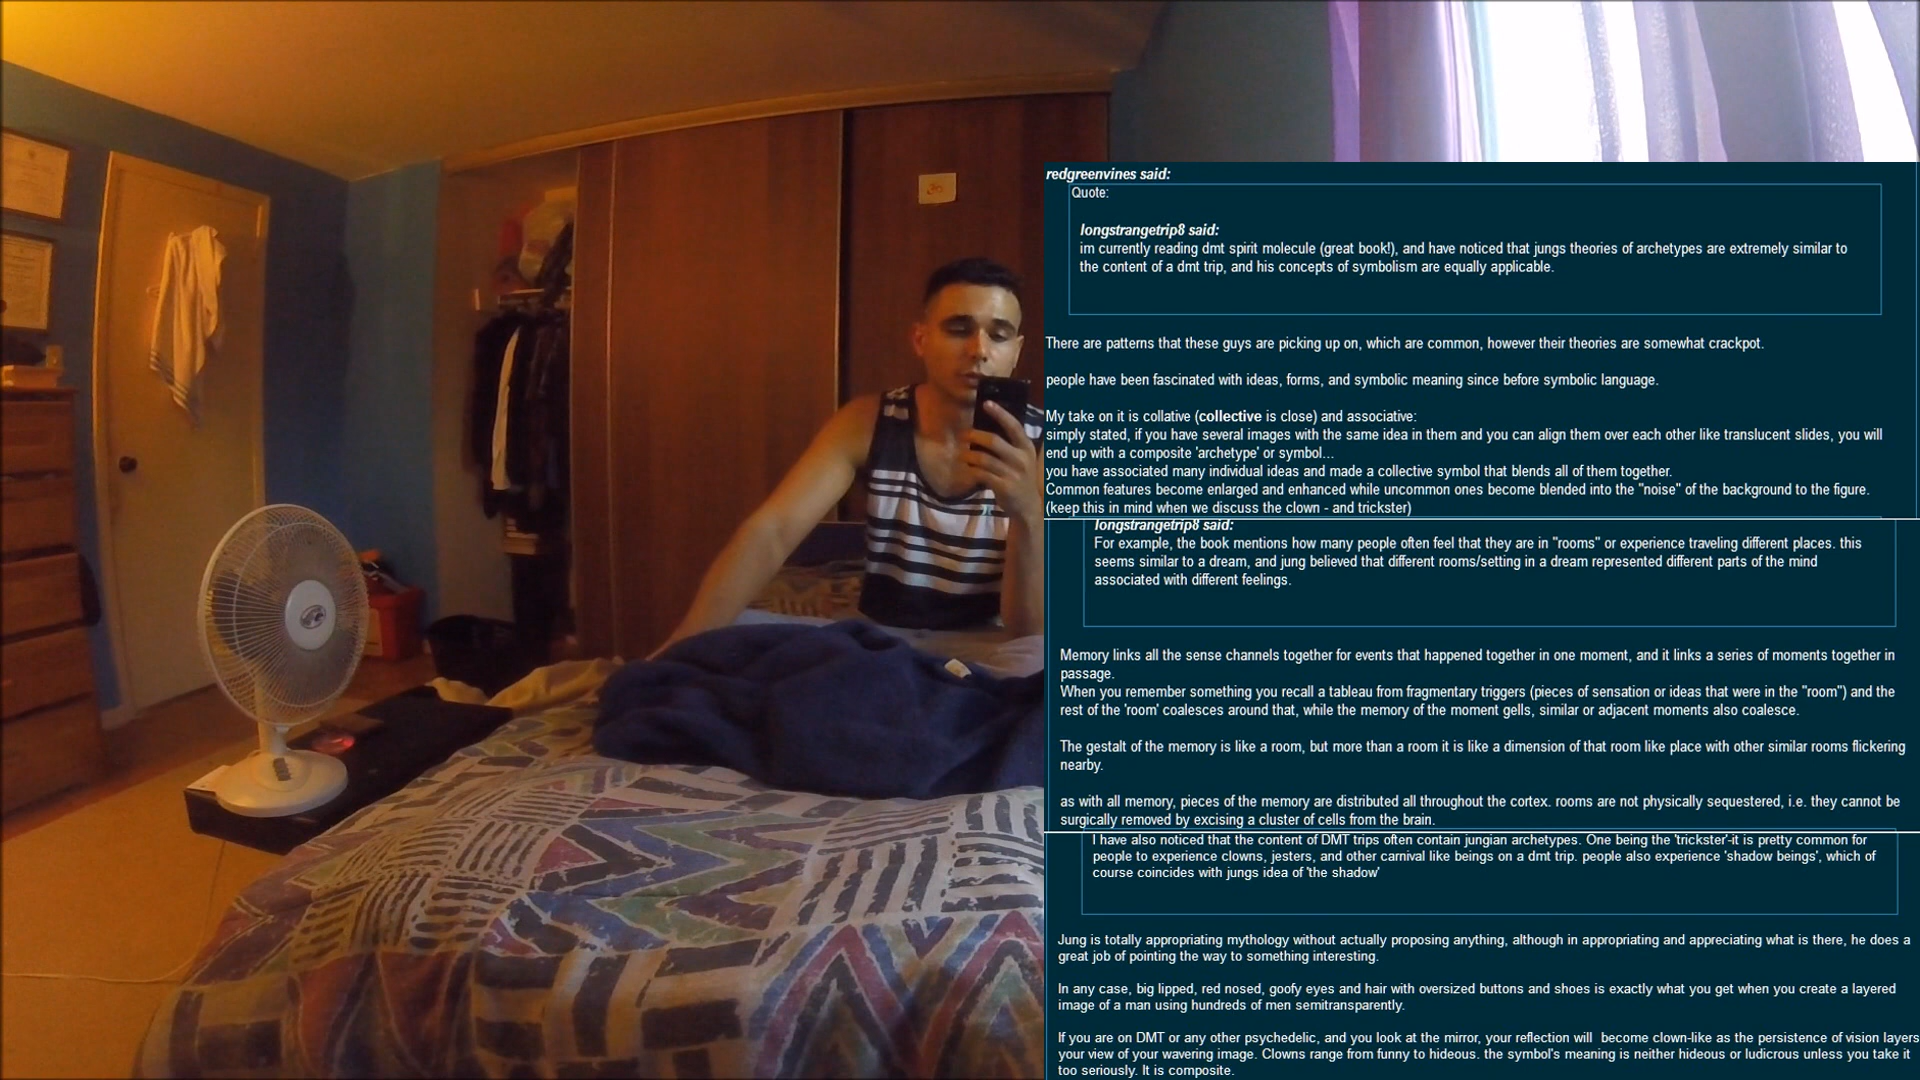 redgreenvines said:
Quote:
longstrangetrip8 said:
im currently reading dmt spirit molecule (great book!), and have noticed that jungs theories of archetypes are extremely similar to
the content of a dmt trip, and his concepts of symbolism are equally applicable.
There are patterns that these guys are picking up on, which are common, however their theories are somewhat crackpot.
people have been fascinated with ideas, forms, and symbolic meaning since before symbolic language.
My take on it is collative (collective is close) and associative:
simply stated, if you have several images with the same idea in them and you can align them over each other like translucent slides, you will
end up with a composite 'archetype' or symbol...
you have associated many individual ideas and made a collective symbol that blends all of them together.
Common features become enlarged and enhanced while uncommon ones become blended into the "noise" of the background to the figure.
(keep this in mind when we discuss the clown - and trickster)
longstrangetrip8 said:
For example, the book mentions how many people often feel that they are in "rooms" or experience traveling different places. this
seems similar to a dream, and jung believed that different rooms/setting in a dream represented different parts of the mind
associated with different feelings.
Memory links all the sense channels together for events that happened together in one moment, and it links a series of moments together in
passage.
When you remember something you recall a tableau from fragmentary triggers (pieces of sensation or ideas that were in the "room") and the
rest of the 'room' coalesces around that, while the memory of the moment gells, similar or adjacent moments also coalesce.
The gestalt of the memory is like a room, but more than a room it is like a dimension of that room like place with other similar rooms flickering
nearby.
as with all memory, pieces of the memory are distributed all throughout the cortex. rooms are not physically sequestered, i.e. they cannot be
surgically removed by excising a cluster of cells from the brain.
I have also noticed that the content of DMT trips often contain jungian archetypes. One being the 'trickster'-it is pretty common for
people to experience clowns, jesters, and other carnival like beings on a dmt trip. people also experience 'shadow beings', which of
course coincides with jungs idea of 'the shadow'
Jung is totally appropriating mythology without actually proposing anything, although in appropriating and appreciating what is there, he does a
great job of pointing the way to something interesting.
In any case, big lipped, red nosed, goofy eyes and hair with oversized buttons and shoes is exactly what you get when you create a layered
image of a man using hundreds of men semitransparently.
If you are on DMT or any other psychedelic, and you look at the mirror, your reflection will become clown-like as the persistence of vision layers
your view of your wavering image. Clowns range from funny to hideous. the symbol's meaning is neither hideous or ludicrous unless you take it
too seriously. It is composite.